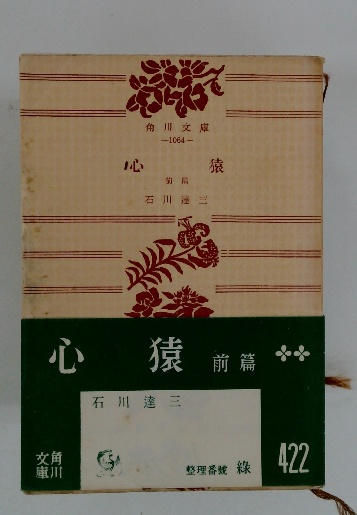 角川文庫
—1064—
心猿
前篇
石川達三
心猿 前篇
石川達三
角川文庫
整理番號 綠
422